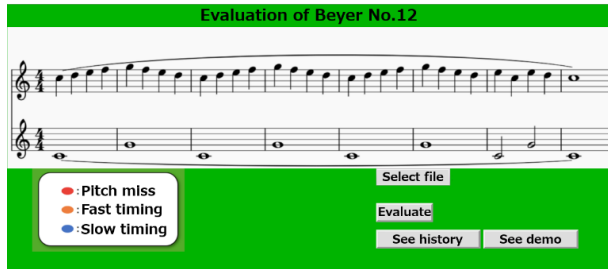 Evaluation of Beyer No.12
4
4
4
4
:Pitch miss
:Fast timing
:Slow timing
Select file
Evaluate
See history
See demo